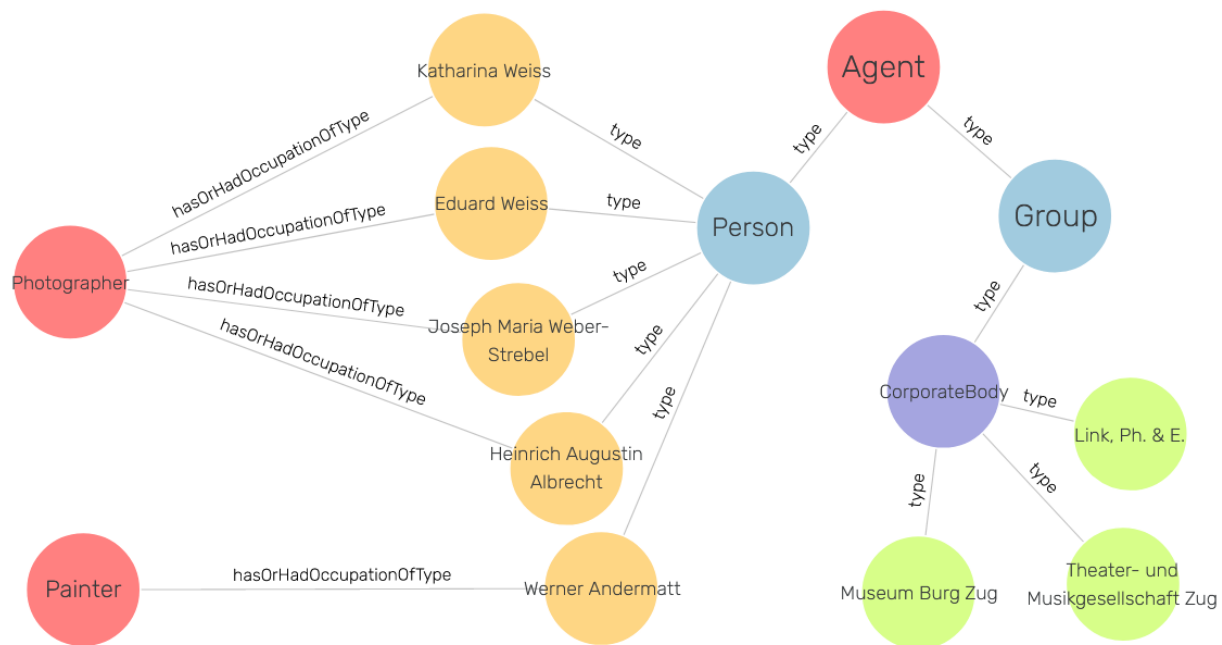 Katharina Weiss
Agent
hasOrHadOccupationOfType
type
type
type
Eduard Weiss
hasOrHadOccupationOfType
type
Person
Group
Photographer
hasOrHadOccupationOfType
type
type
Joseph Maria Weber-
Strebel
hasOrHadOccupationOfType
type
type
CorporateBody
type
Link, Ph. & E.
Heinrich Augustin
Albrecht
type
type
Painter
hasOrHadOccupationOfType
Werner Andermatt
Museum Burg Zug
Theater- und
Musikgesellschaft Zug